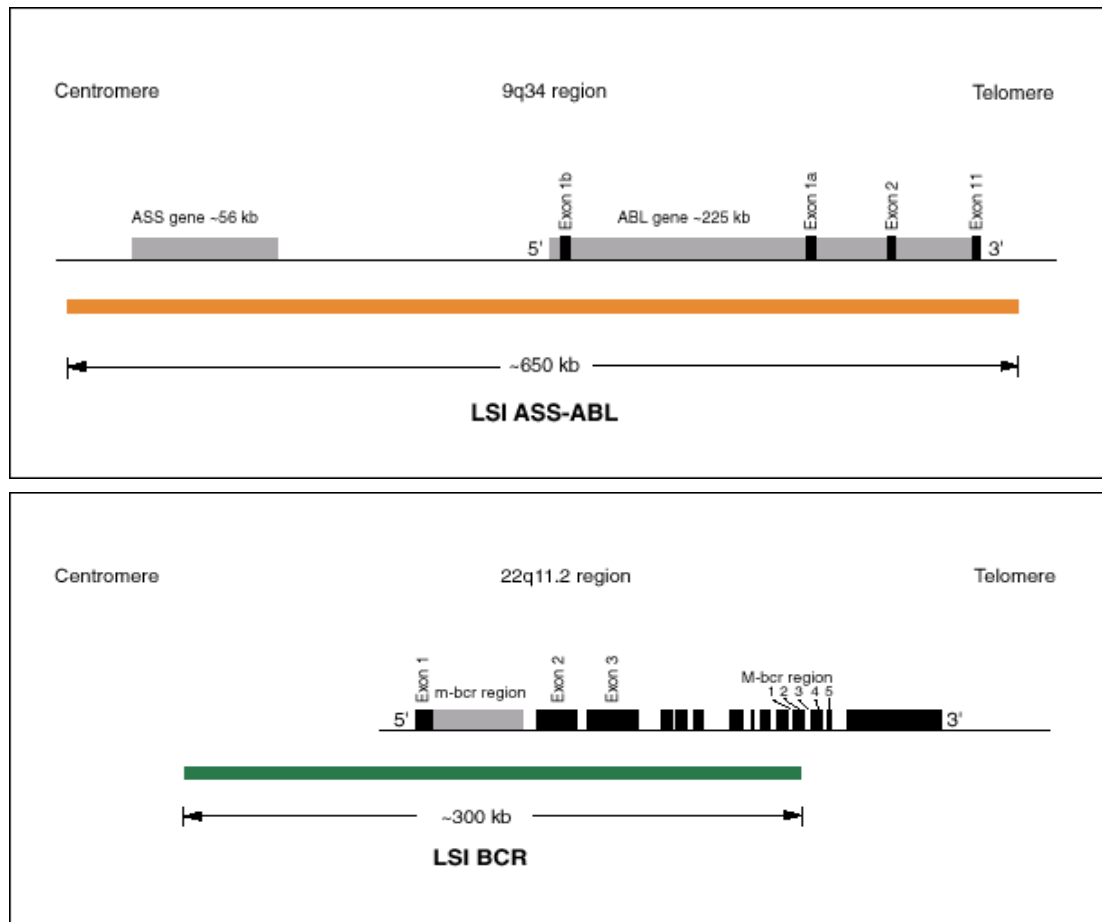 Centromere 9q34 region Telomere
Exon 1b Exon 1a Exon 2 Exon 11
ASS gene ~56 kb ABL gene ~225 kb
5' 3'
~650 kb
LSI ASS-ABL
Centromere 22q11.2 region Telomere
Exon 1 m-bcr region Exon 2 Exon 3 M-bcr region
1 2 3 4 5
5' 3'
~300 kb
LSI BCR